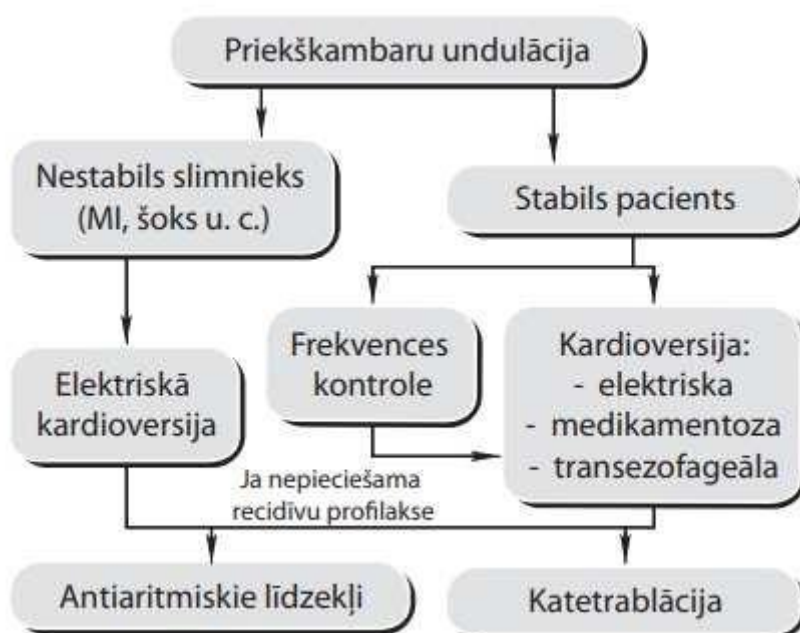 Priekškambaru undulācija
Nestabils slimnieks
(MI, šoks u. c.)
Stabils pacients
Elektriskā
kardioversija
Frekvences
kontrole
Kardioversija:
- elektriska
- medikamentoza
- transezofageāla
Ja nepieciešama
recidīvu profilakse
Antiaritmiskie līdzekļi
Katetrablācija